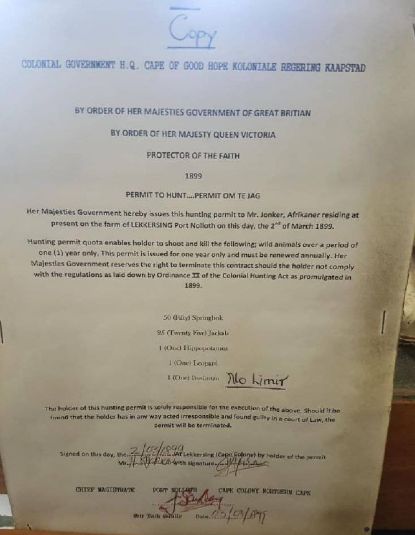 Copy
COLONIAL GOVERNMENT H.Q. CAPE OF GOOD HOPE KOLONIALE REGERING KAAPSTAD
BY ORDER OF HER MAJESTIES GOVERNMENT OF GREAT BRITIAN
BY ORDER OF HER MAJESTY QUEEN VICTORIA
PROTECTOR OF THE FAITH
1899
PERMIT TO HUNT....PERMIT OM TE JAG
Her Majesties Government hereby issues this hunting permit to Mr. Jonker, Afrikaner residing at
present on the farm of LEKKERSING Port Nolloth on this day, the 2nd of March 1899.
Hunting permit quota enables holder to shoot and kill the following; wild animals over a period of
one (1) year only. This permit is issued for one year only and must be renewed annually. Her
Majesties Government reserves the right to terminate this contract should the holder not comply
with the regulations as laid down by Ordinance II of the Colonial Hunting Act as promulgated in
1899.
50 (Fifty) Springbok
25 (Twenty Five) Jackals
1 (One) Hippopotamus
1 (One) Leopard
1 (One) No Limit
The holder of this hunting permit is solely responsible for the execution of the above. Should it be
found that the holder has in any way acted irresponsible and found guilty in a court of Law, the
permit will be terminated.
Signed on this day, the 2/03/1899 At Lekkersing (Cape Colony) by holder of the permit
Mr. with signature
CHIEF MAGISTRATE PORT NOLLOTH CAPE COLONY NORTHERN CAPE
Date